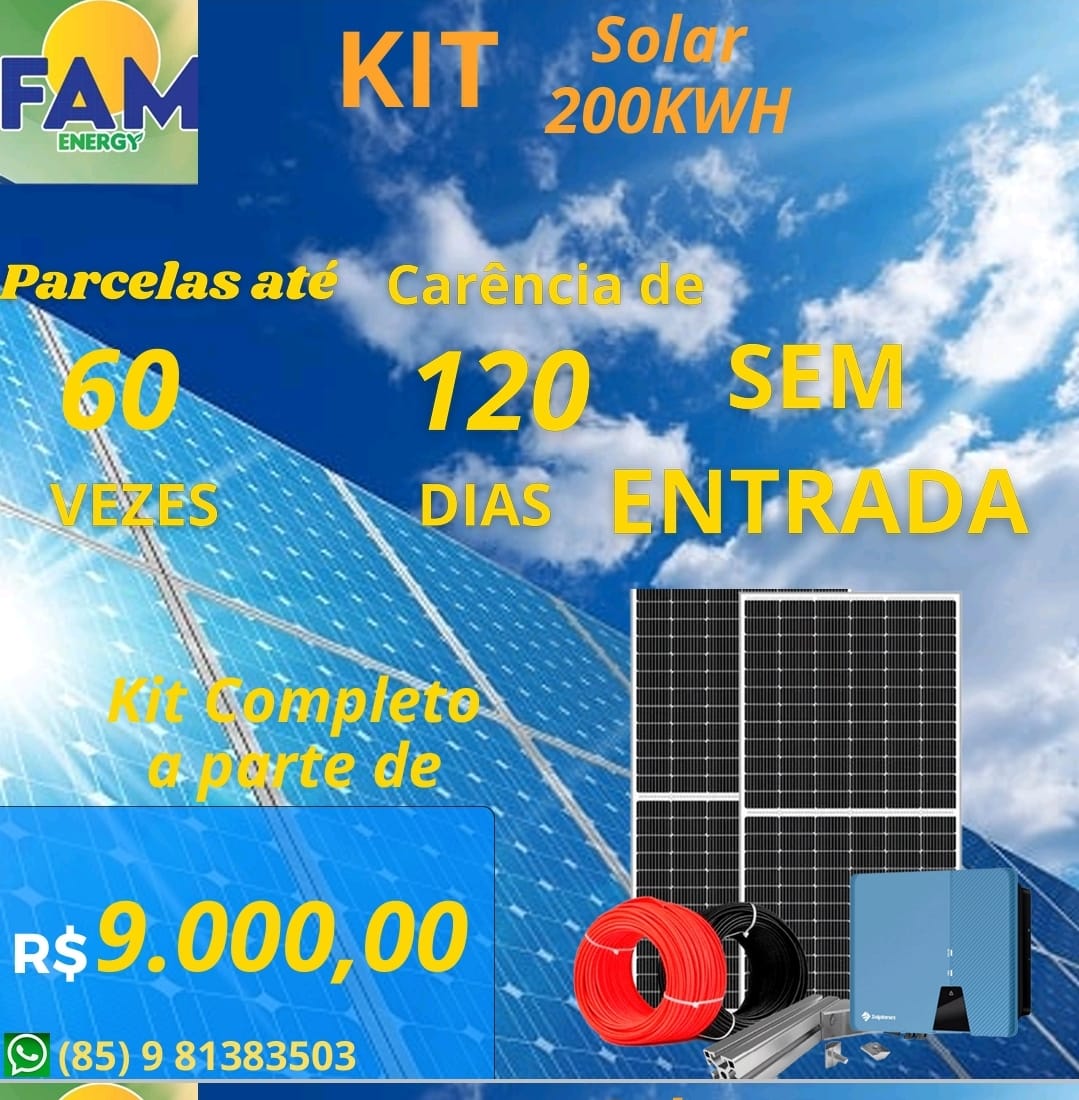 FAM
ENERGY
KIT
Solar
200KWH
Parcelas até
60
VEZES
Carência de
120
DIAS
SEM
ENTRADA
Kit Completo
a parte de
R$ 9.000,00
(85) 9 81383503
Solplanet